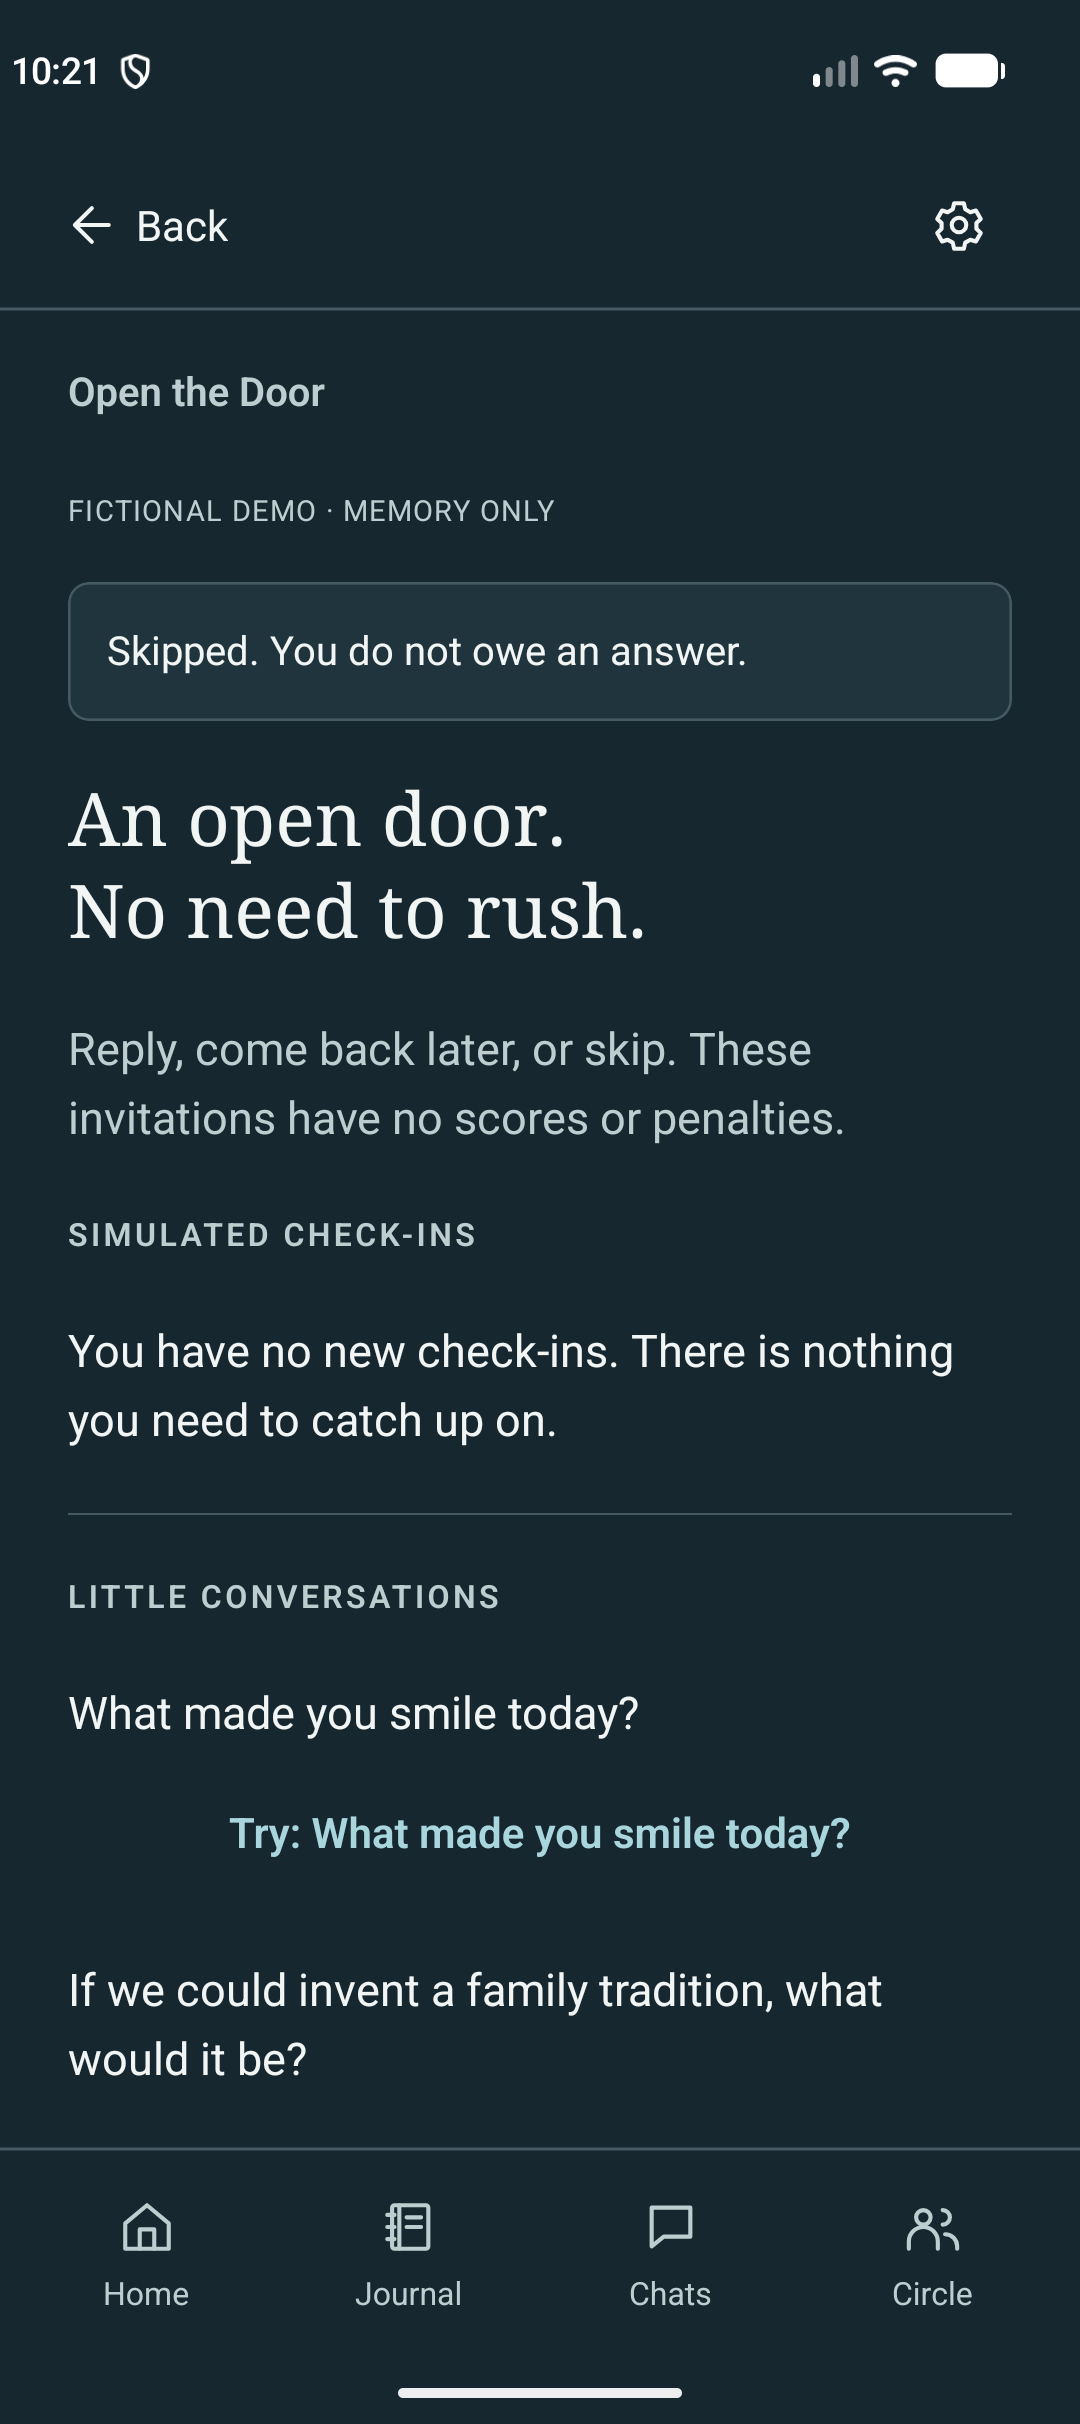 10:21
Back
Open the Door
FICTIONAL DEMO · MEMORY ONLY
Skipped. You do not owe an answer.
An open door.
No need to rush.
Reply, come back later, or skip. These
invitations have no scores or penalties.
SIMULATED CHECK-INS
You have no new check-ins. There is nothing
you need to catch up on.
LITTLE CONVERSATIONS
What made you smile today?
Try: What made you smile today?
If we could invent a family tradition, what
would it be?
Home Journal Chats Circle